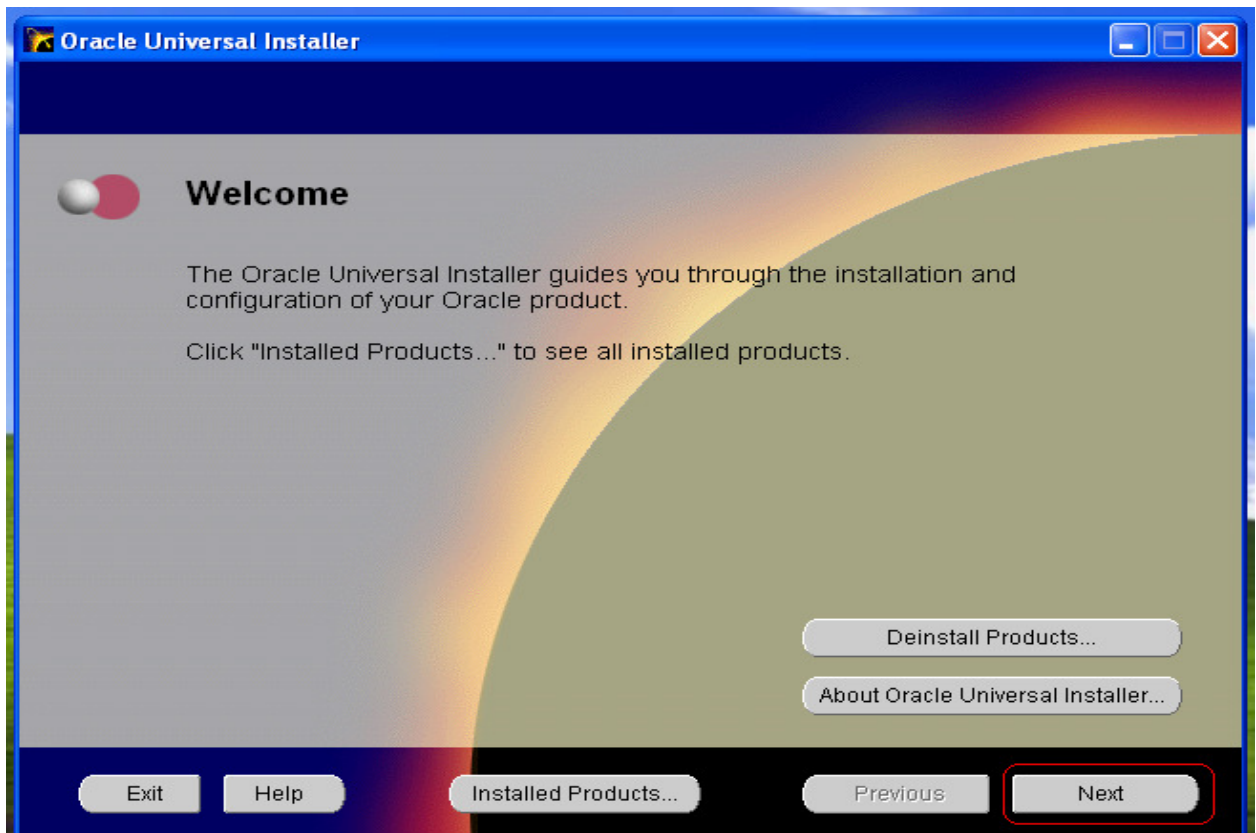 Oracle Universal Installer
Welcome
The Oracle Universal Installer guides you through the installation and
configuration of your Oracle product.
Click "Installed Products..." to see all installed products.
Deinstall Products...
About Oracle Universal Installer...
Exit Help Installed Products... Previous Next